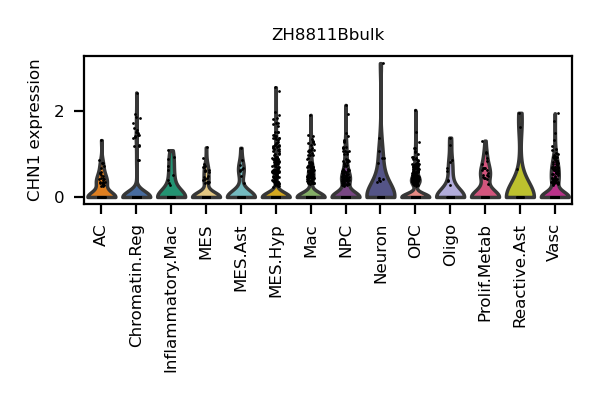 ZH8811Bbulk
CHN1 expression
2
0
AC
Chromatin.Reg
Inflammatory.Mac
MES
MES.Ast
MES.Hyp
Mac
NPC
Neuron
OPC
Oligo
Prolif.Metab
Reactive.Ast
Vasc